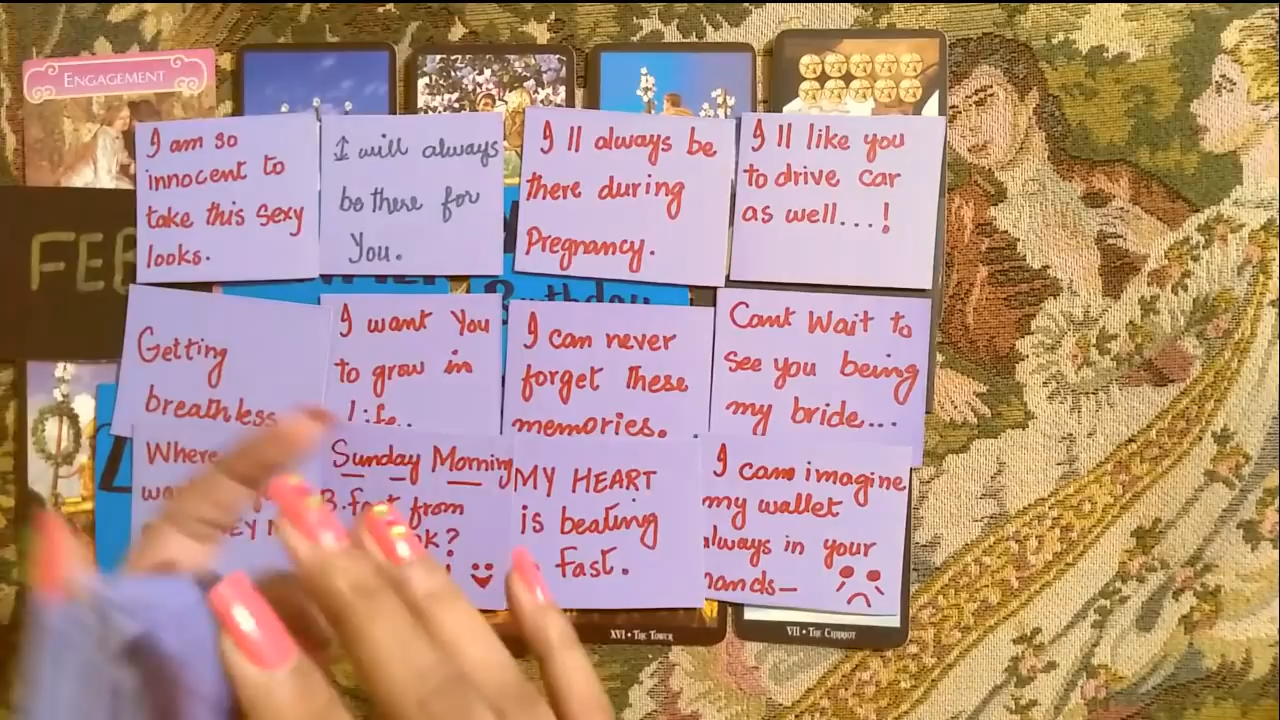 ENGAGEMENT
I am so
innocent to
take this sexy
looks.
I will always
be there for
You.
I ll always be
there during
Pregnancy.
I ll like you
to drive car
as well...!
FEB
Birthday
Getting
breathless
I want You
to grow in
life..
I can never
forget these
memories.
Cant Wait to
see you being
my bride...
Where
Sunday Morning
B.fast from
MY HEART
is beating
Fast.
I can imagine
my wallet
always in your
hands-
XVI • THE TOWER
VII • THE CHARIOT